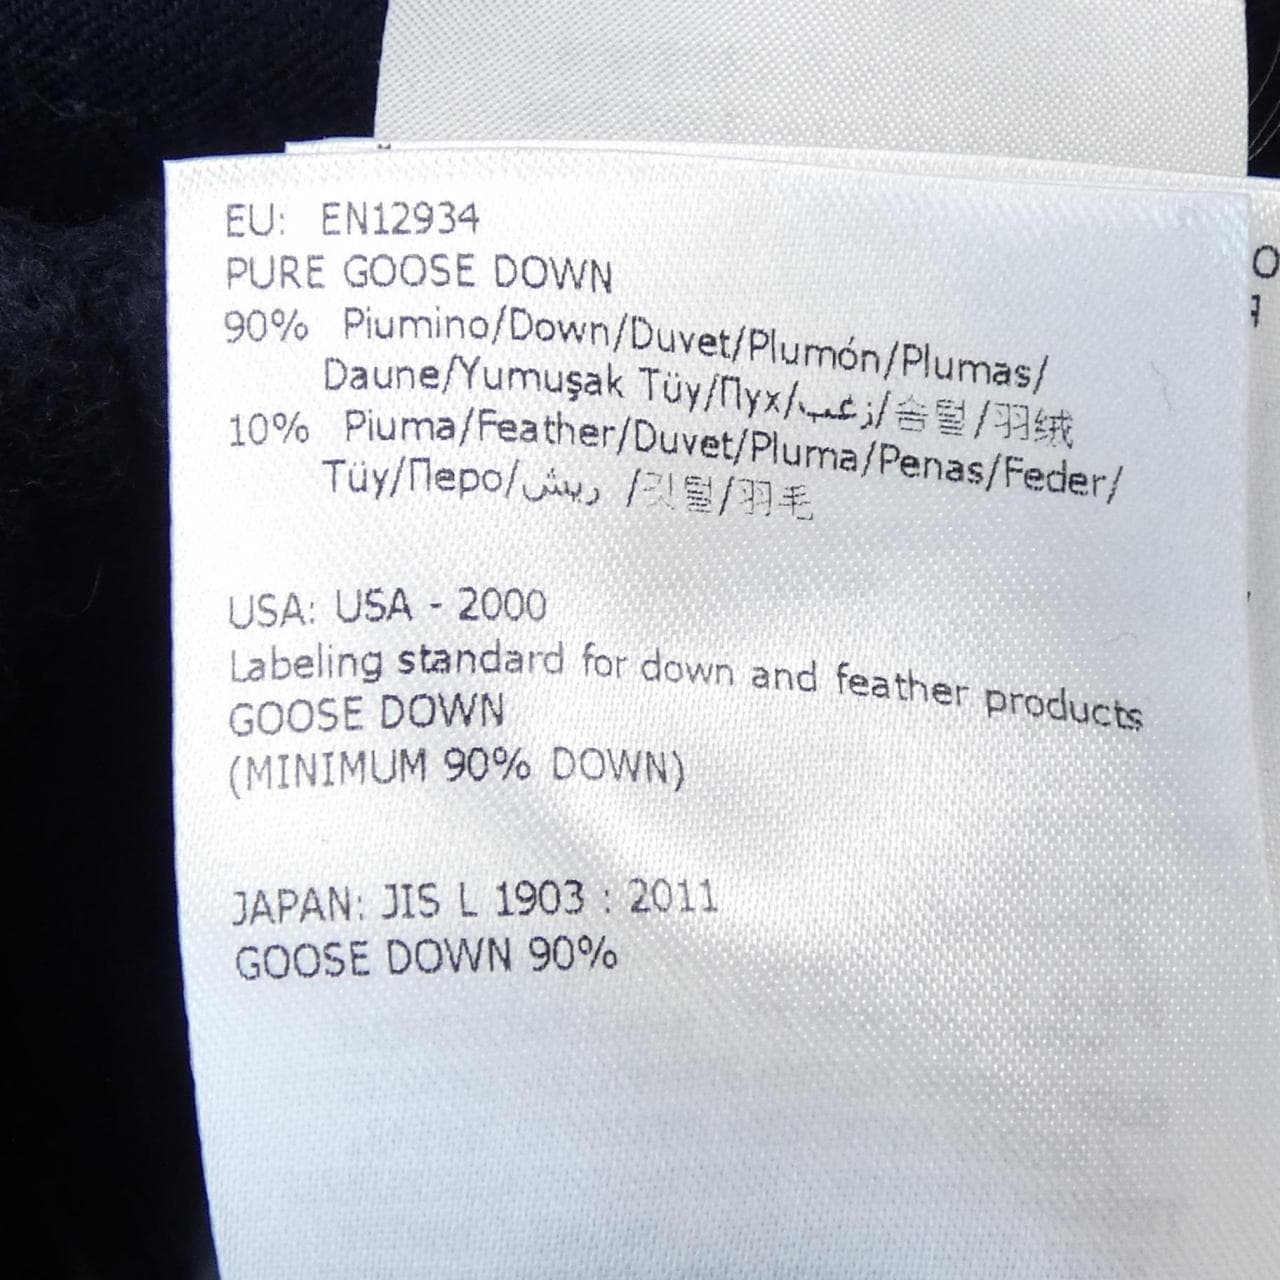 EU: EN12934
PURE GOOSE DOWN
90% Piumino/Down/Duvet/Plumón/Plumas/
Daune/Yumuşak Tüy/Пух/زغب/솜털/羽绒
10% Piuma/Feather/Duvet/Pluma/Penas/Feder/
Tüy/Перо/ريش /깃털/羽毛
USA: USA - 2000
Labeling standard for down and feather products
GOOSE DOWN
(MINIMUM 90% DOWN)
JAPAN: JIS L 1903 : 2011
GOOSE DOWN 90%